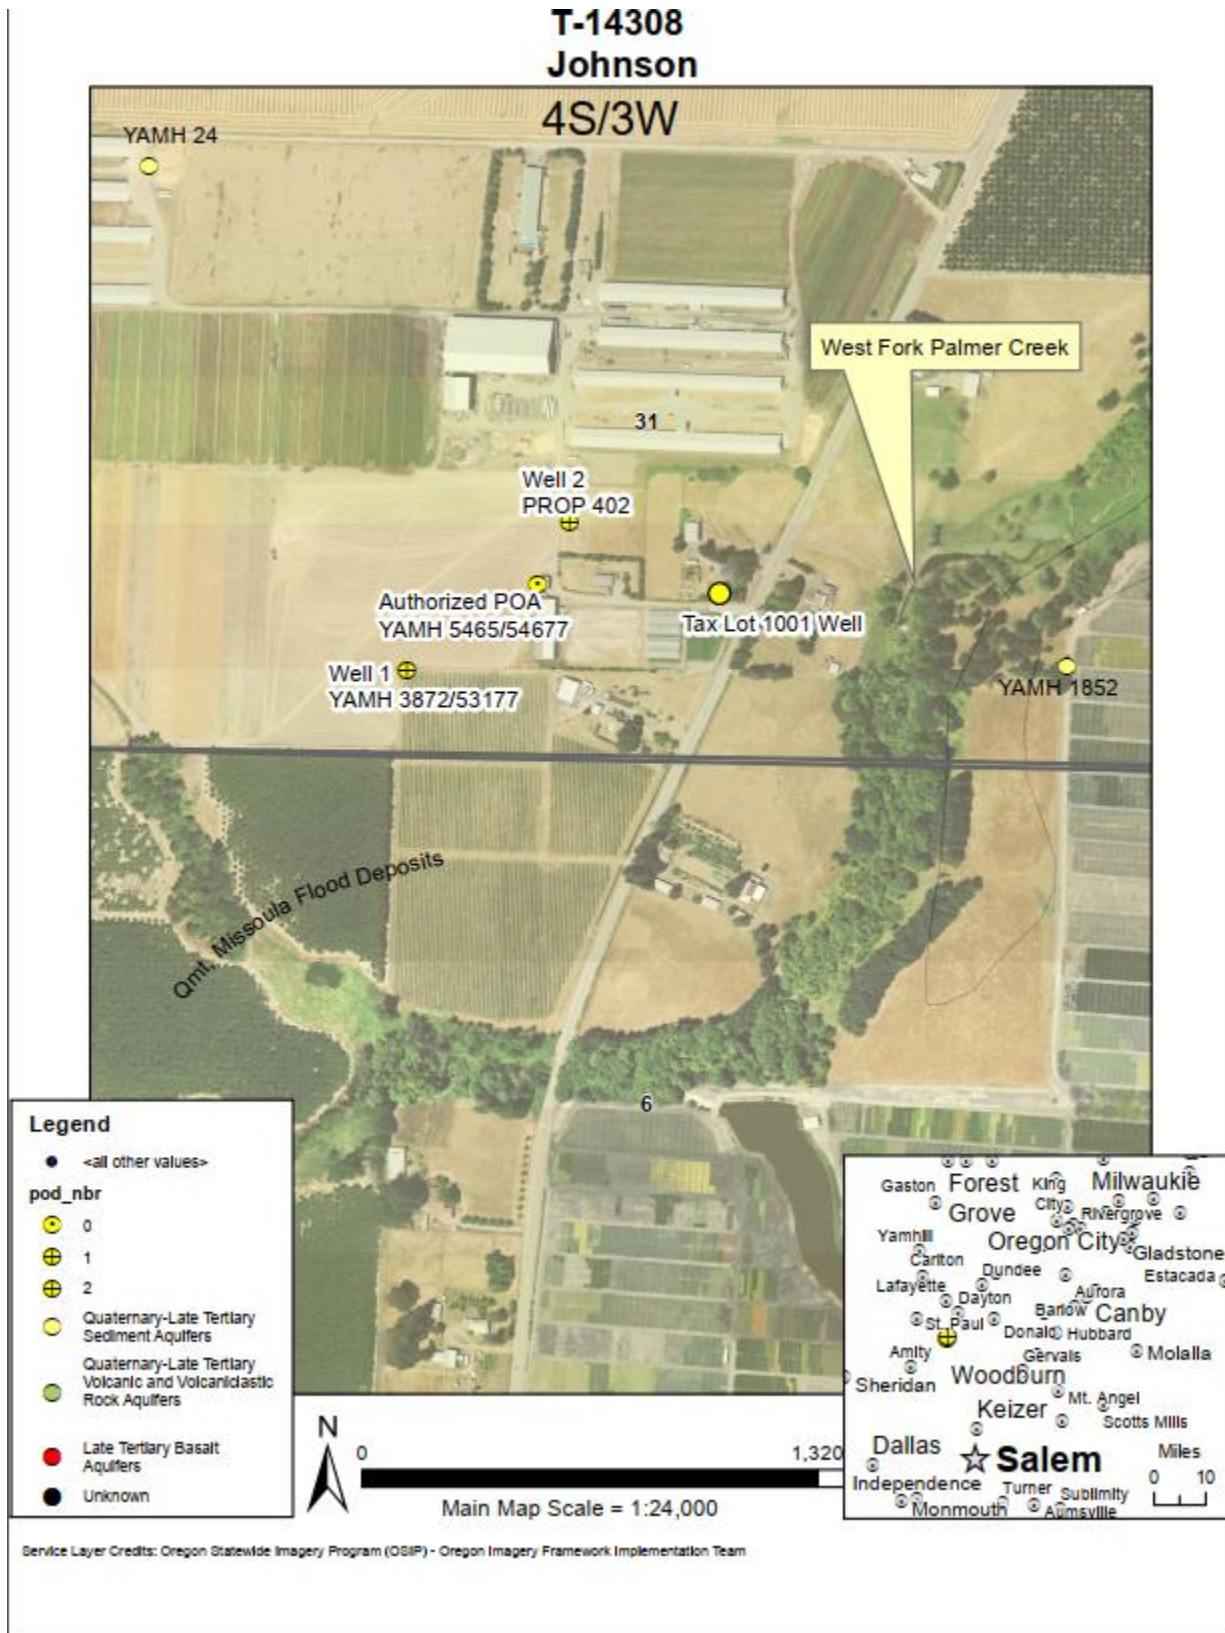 T-14308
Johnson
4S/3W
YAMH 24
West Fork Palmer Creek
31
Well 2
PROP 402
Authorized POA
YAMH 5465/54677
Tax Lot 1001 Well
Well 1
YAMH 3872/53177
YAMH 1852
Qmt, Missoula Flood Deposits
6
Legend
<all other values>
pod_nbr
0
1
2
Quaternary-Late Tertiary
Sediment Aquifers
Quaternary-Late Tertiary
Volcanic and Volcaniclastic
Rock Aquifers
Late Tertiary Basalt
Aquifers
Unknown
N
0
1,320
Main Map Scale = 1:24,000
Gaston
Forest
Grove
King
City
Milwaukie
Rivergrove
Yamhill
Oregon City
Gladstone
Carlton
Dundee
Estacada
Lafayette
Dayton
Aurora
Barlow
Canby
St. Paul
Donald
Hubbard
Amity
Gervais
Molalla
Sheridan
Woodburn
Mt. Angel
Keizer
Scotts Mills
Dallas
Salem
Miles
0 10
Independence
Turner
Sublimity
Monmouth
Aumsville
Service Layer Credits: Oregon Statewide Imagery Program (OSIP) - Oregon Imagery Framework Implementation Team